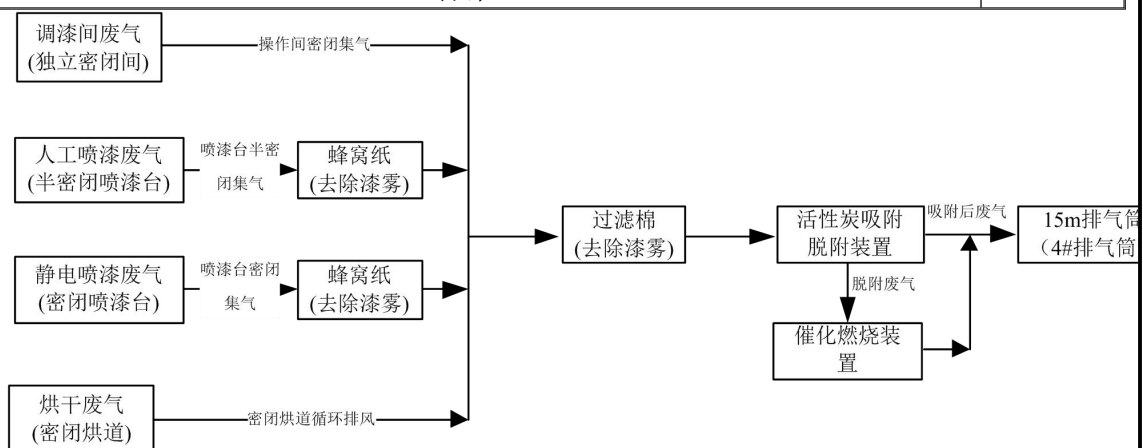 调漆间废气
(独立密闭间)
操作间密闭集气
人工喷漆废气
(半密闭喷漆台)
喷漆台半密
闭集气
蜂窝纸
(去除漆雾)
静电喷漆废气
(密闭喷漆台)
喷漆台密闭
集气
蜂窝纸
(去除漆雾)
烘干废气
(密闭烘道)
密闭烘道循环排风
过滤棉
(去除漆雾)
活性炭吸附
脱附装置
吸附后废气
15m排气筒
（4#排气筒
脱附废气
催化燃烧装
置